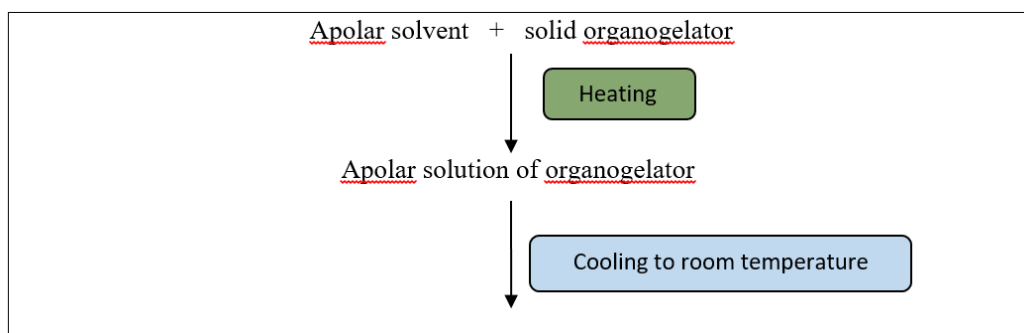 Apolar solvent + solid organogelator
Heating
Apolar solution of organogelator
Cooling to room temperature